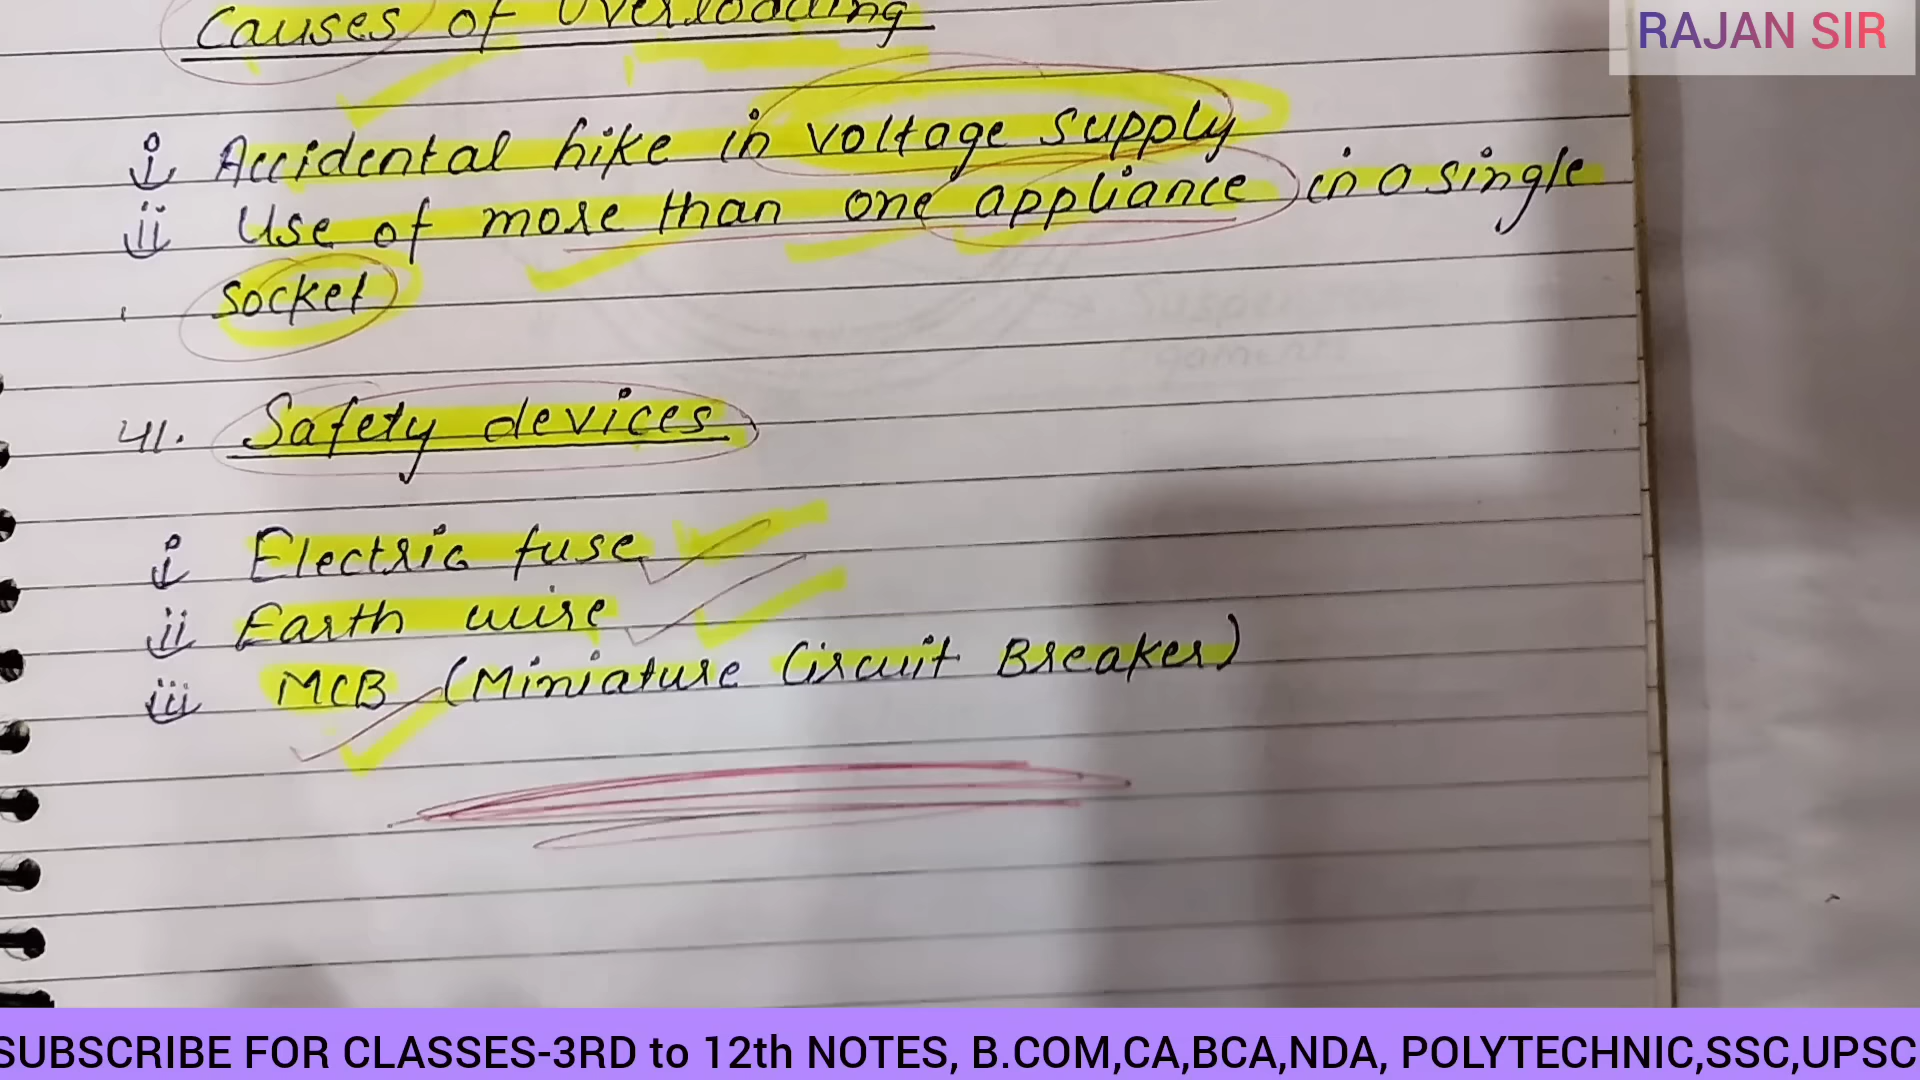 Causes of Overloading
RAJAN SIR
i Accidental hike in voltage supply
ii Use of more than one appliance in a single
socket
41. Safety devices
i Electric fuse
ii Earth wire
iii MCB (Miniature Circuit Breaker)
SUBSCRIBE FOR CLASSES-3RD to 12th NOTES, B.COM,CA,BCA,NDA, POLYTECHNIC,SSC,UPSC